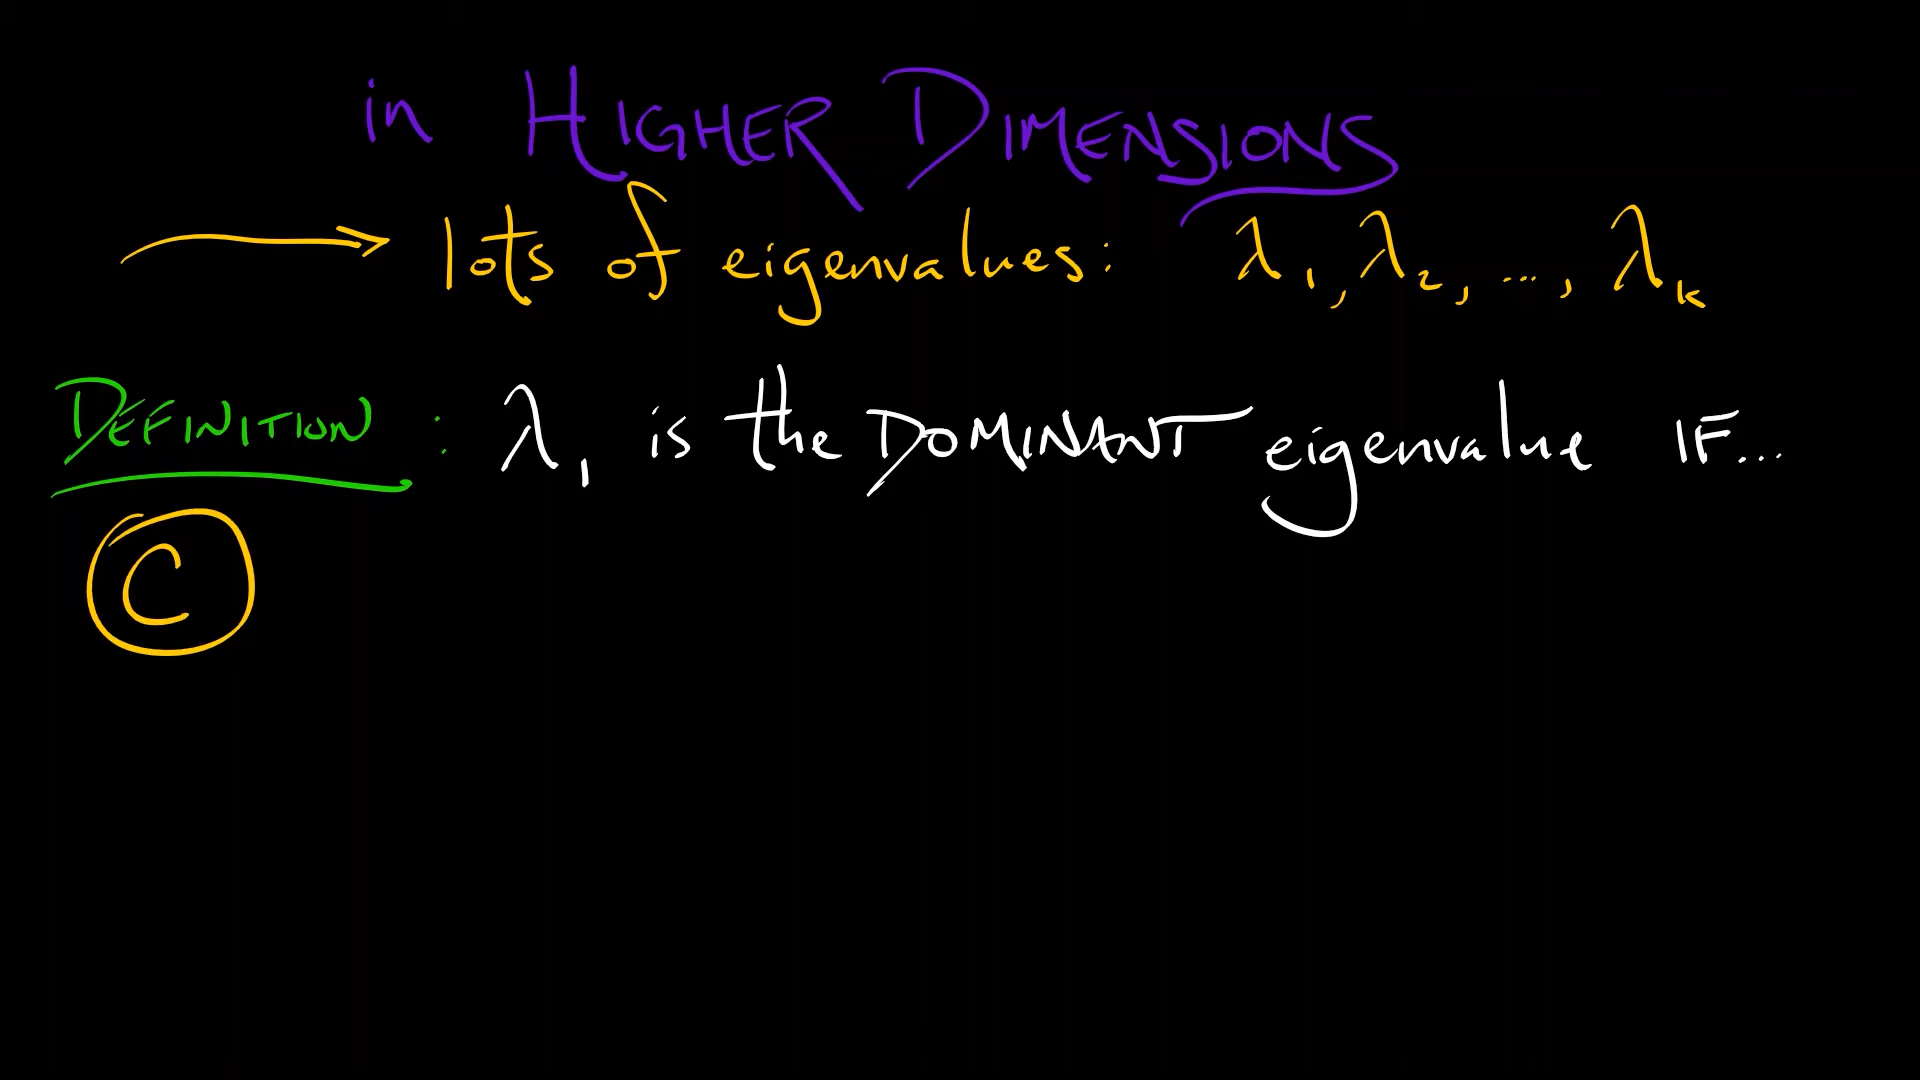 in HIGHER DIMENSIONS
lots of eigenvalues: λ₁, λ₂, ..., λₖ
DEFINITION : λ₁ is the DOMINANT eigenvalue IF...
C